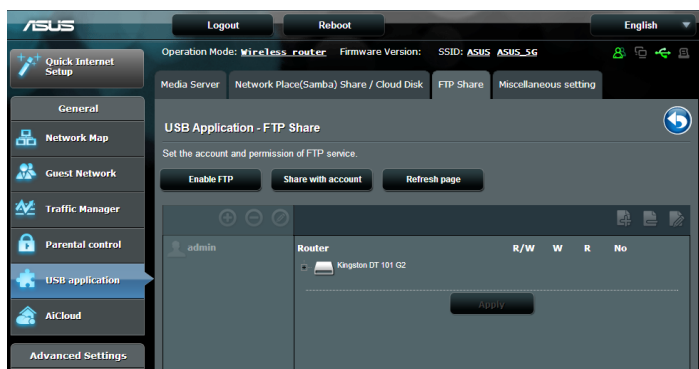 ASUS
Logout
Reboot
English
Quick Internet
Setup
Operation Mode: Wireless router Firmware Version: SSID: ASUS ASUS_5G
Media Server
Network Place(Samba) Share / Cloud Disk
FTP Share
Miscellaneous setting
General
Network Map
Guest Network
Traffic Manager
Parental control
USB application
AiCloud
Advanced Settings
USB Application - FTP Share
Set the account and permission of FTP service.
Enable FTP
Share with account
Refresh page
admin
Router R/W W R No
Kingston DT 101 G2
Apply